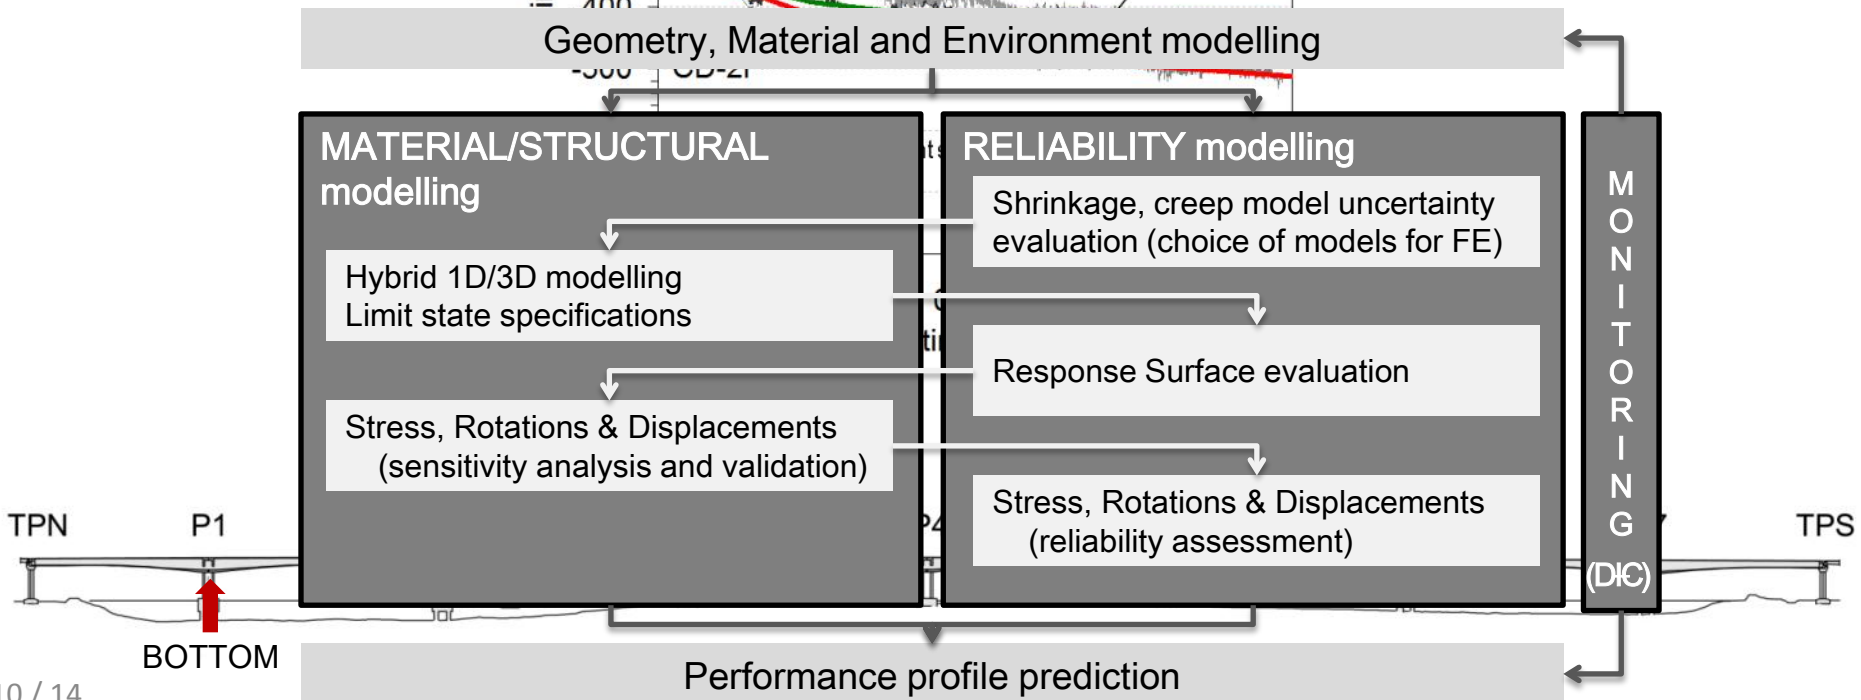 Geometry, Material and Environment modelling
MATERIAL/STRUCTURAL
modelling
RELIABILITY modelling
Shrinkage, creep model uncertainty
evaluation (choice of models for FE)
Hybrid 1D/3D modelling
Limit state specifications
Response Surface evaluation
Stress, Rotations & Displacements
(sensitivity analysis and validation)
Stress, Rotations & Displacements
(reliability assessment)
M
O
N
I
T
O
R
I
N
G
TPN
P1
TPS
BOTTOM
Performance profile prediction
10 / 14